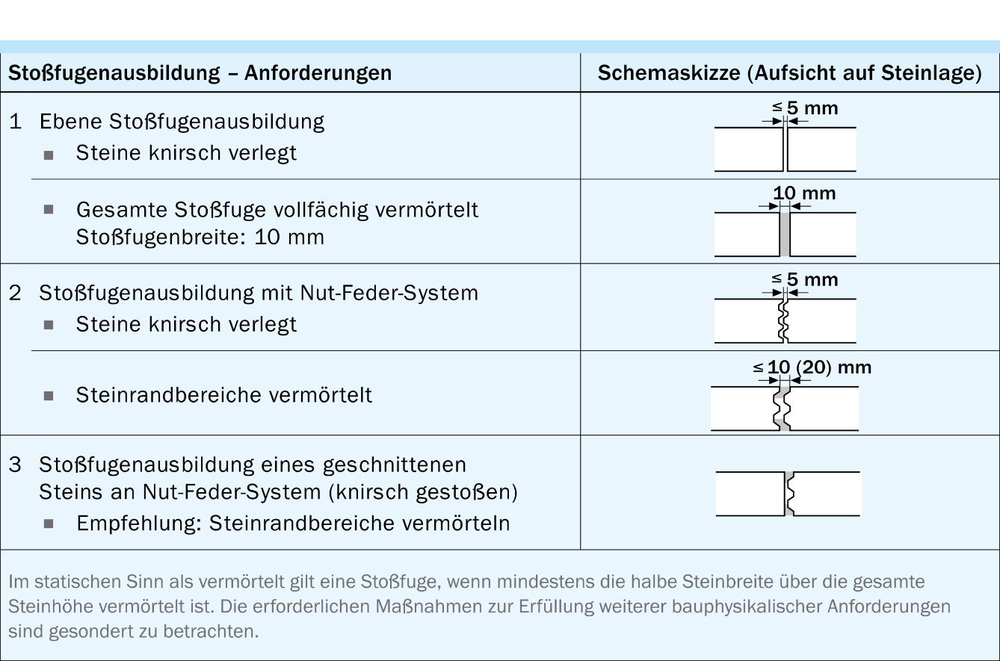 Stoßfugenausbildung – Anforderungen
Schemaskizze (Aufsicht auf Steinlage)
1 Ebene Stoßfugenausbildung
■ Steine knirsch verlegt
≤ 5 mm
■ Gesamte Stoßfuge vollfächig vermörtelt
Stoßfugenbreite: 10 mm
10 mm
2 Stoßfugenausbildung mit Nut-Feder-System
■ Steine knirsch verlegt
≤ 5 mm
■ Steinrandbereiche vermörtelt
≤ 10 (20) mm
3 Stoßfugenausbildung eines geschnittenen
Steins an Nut-Feder-System (knirsch gestoßen)
■ Empfehlung: Steinrandbereiche vermörteln
Im statischen Sinn als vermörtelt gilt eine Stoßfuge, wenn mindestens die halbe Steinbreite über die gesamte
Steinhöhe vermörtelt ist. Die erforderlichen Maßnahmen zur Erfüllung weiterer bauphysikalischer Anforderungen
sind gesondert zu betrachten.